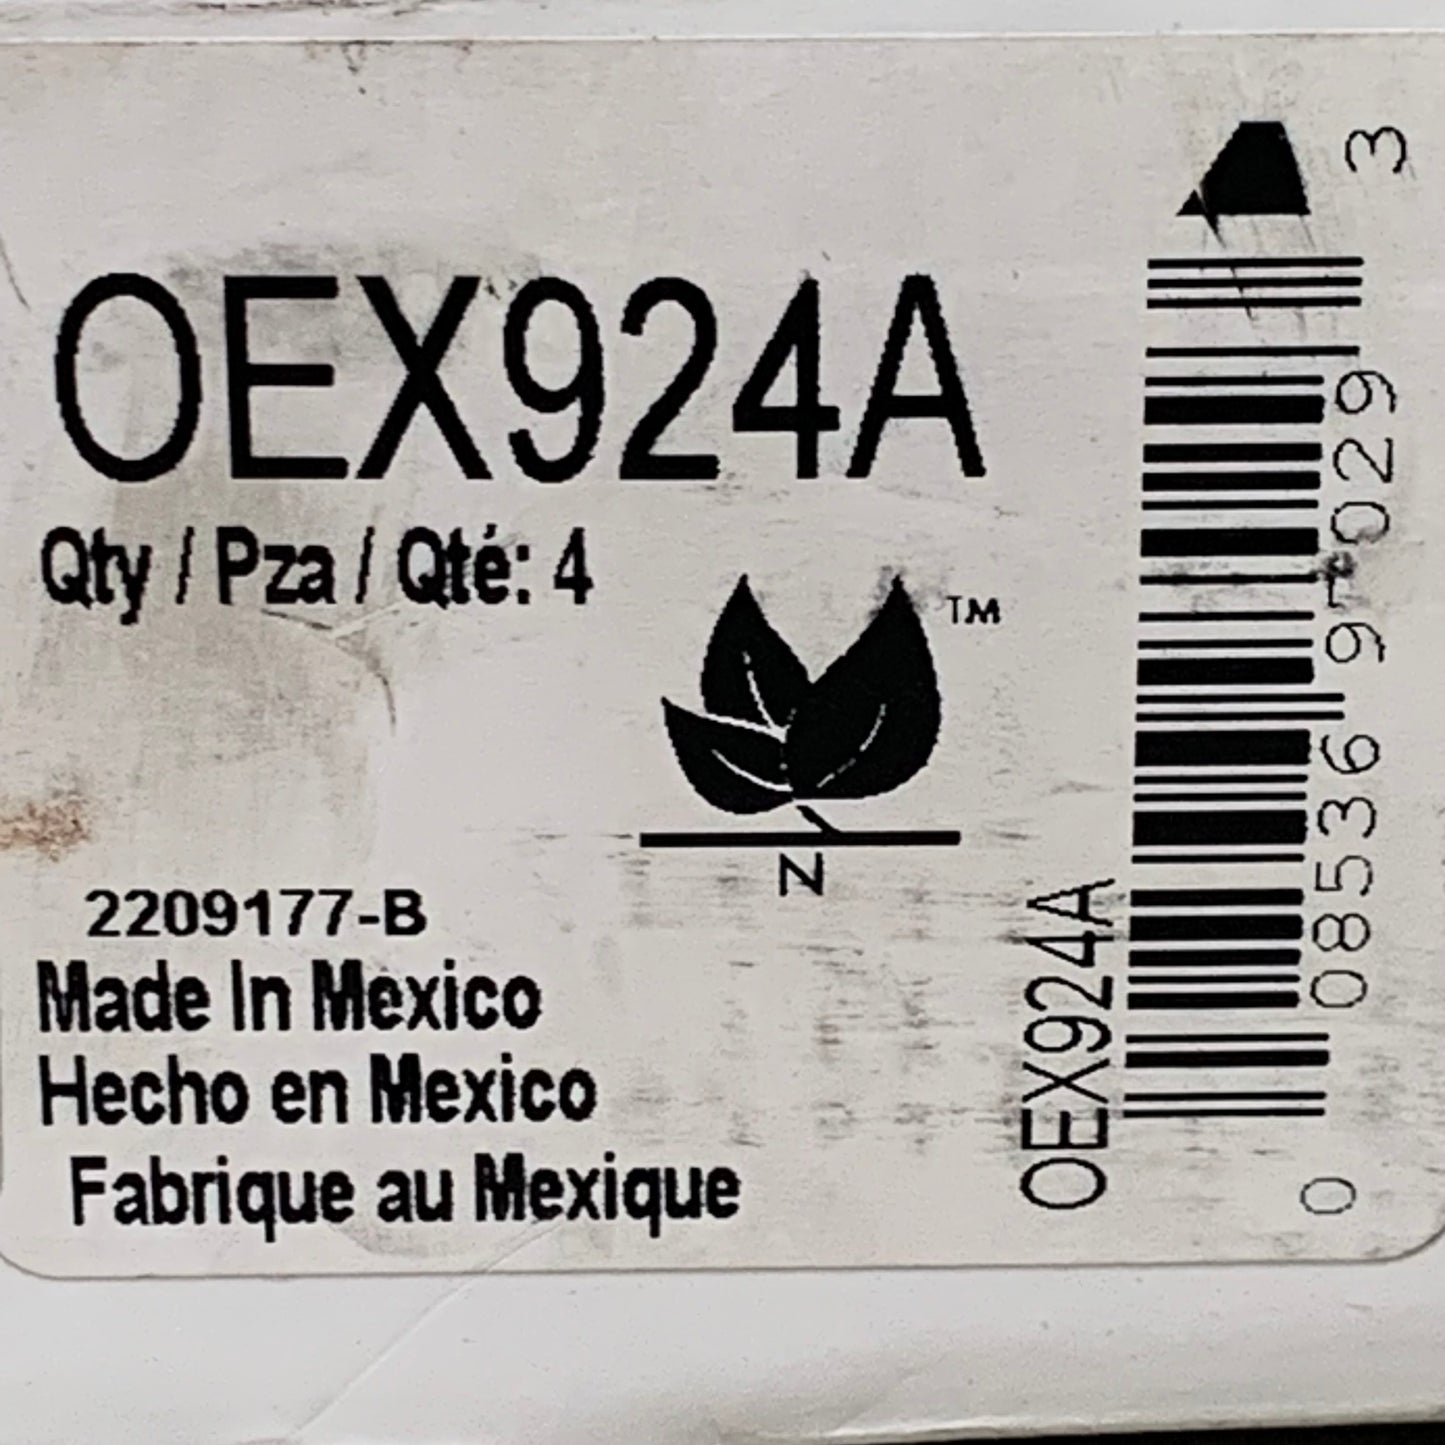 OEX924A
Qty / Pza / Qté: 4
TM
N
2209177-B
Made In Mexico
Hecho en Mexico
Fabrique au Mexique
OEX924A
0 08536 97029 3